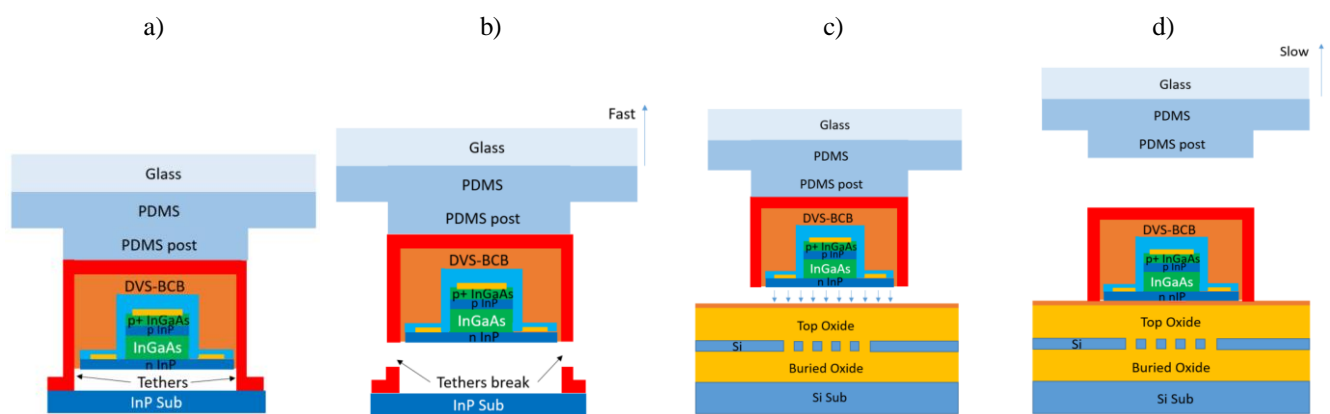 a)
b)
c)
d)
Glass
PDMS
PDMS post
DVS-BCB
p+ InGaAs
p InP
InGaAs
n InP
Tethers
InP Sub
Fast
Glass
PDMS
PDMS post
DVS-BCB
p+ InGaAs
p InP
InGaAs
n InP
Tethers break
InP Sub
Glass
PDMS
PDMS post
DVS-BCB
p+ InGaAs
p InP
InGaAs
n InP
Top Oxide
Si
Buried Oxide
Si Sub
Slow
Glass
PDMS
PDMS post
DVS-BCB
p+ InGaAs
p InP
InGaAs
n nIP
Top Oxide
Si
Buried Oxide
Si Sub